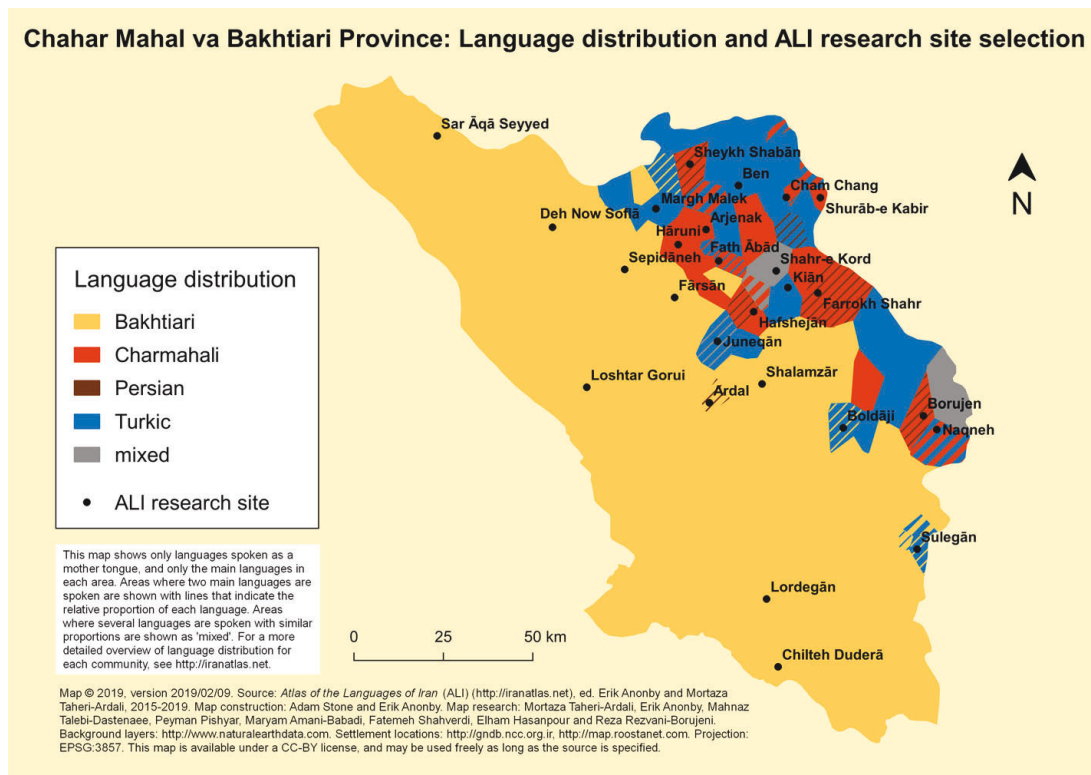 Chahar Mahal va Bakhtiari Province: Language distribution and ALI research site selection
Sar Āqā Seyyed
Sheykh Shabān
Ben
Cham Chang
Margh Malek
Shurāb-e Kabir
Deh Now Soflā
Arjenak
Hāruni
Fath Ābād
Sepidāneh
Shahr-e Kord
Kiān
Fārsān
Farrokh Shahr
Hafshejān
Juneqān
Loshtar Gorui
Shalamzār
Ardal
Borujen
Boldāji
Naqneh
Sulegān
Lordegān
Chilteh Duderā
N
Language distribution
Bakhtiari
Charmahali
Persian
Turkic
mixed
ALI research site
This map shows only languages spoken as a
mother tongue, and only the main languages in
each area. Areas where two main languages are
spoken are shown with lines that indicate the
relative proportion of each language. Areas
where several languages are spoken with similar
proportions are shown as 'mixed'. For a more
detailed overview of language distribution for
each community, see http://iranatlas.net.
0 25 50 km
Map © 2019, version 2019/02/09. Source: Atlas of the Languages of Iran (ALI) (http://iranatlas.net), ed. Erik Anonby and Mortaza
Taheri-Ardali, 2015-2019. Map construction: Adam Stone and Erik Anonby. Map research: Mortaza Taheri-Ardali, Erik Anonby, Mahnaz
Talebi-Dastenaee, Peyman Pishyar, Maryam Amani-Babadi, Fatemeh Shahverdi, Elham Hasanpour and Reza Rezvani-Borujeni.
Background layers: http://www.naturalearthdata.com. Settlement locations: http://gndb.ncc.org.ir, http://map.roostanet.com. Projection:
EPSG:3857. This map is available under a CC-BY license, and may be used freely as long as the source is specified.